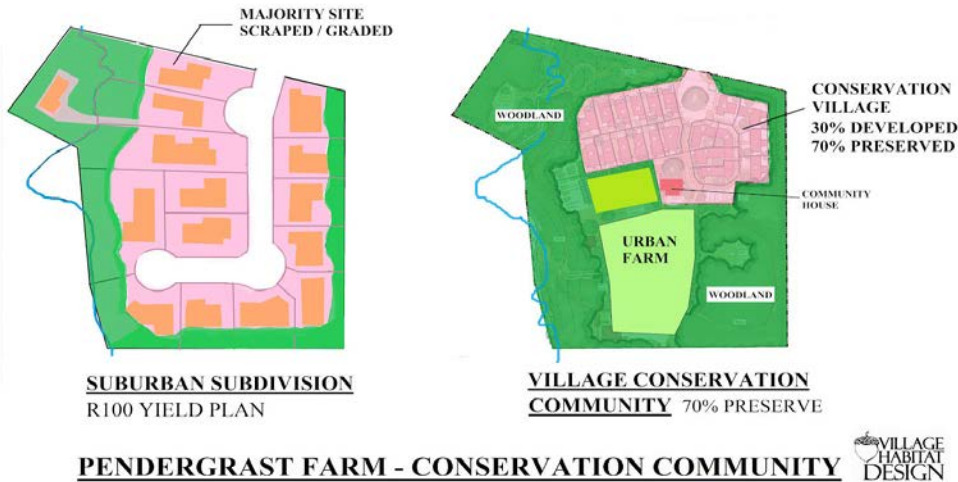 MAJORITY SITE
SCRAPED / GRADED
SUBURBAN SUBDIVISION
R100 YIELD PLAN
WOODLAND
CONSERVATION
VILLAGE
30% DEVELOPED
70% PRESERVED
COMMUNITY
HOUSE
URBAN
FARM
WOODLAND
VILLAGE CONSERVATION
COMMUNITY 70% PRESERVE
PENDERGRAST FARM - CONSERVATION COMMUNITY
VILLAGE
HABITAT
DESIGN